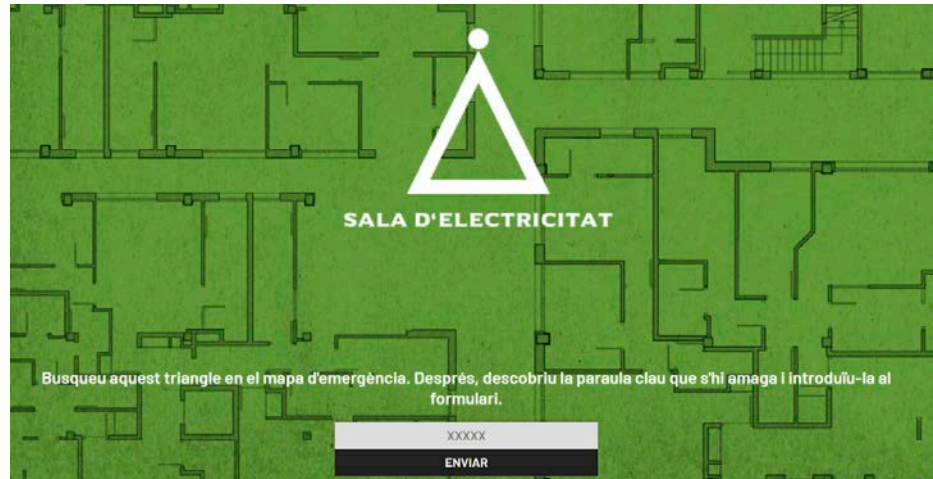 SALA D'ELECTRICITAT
Busqueu aquest triangle en el mapa d'emergència. Després, descobriu la paraula clau que s'hi amaga i introduïu-la al
formulari.
XXXXX
ENVIAR